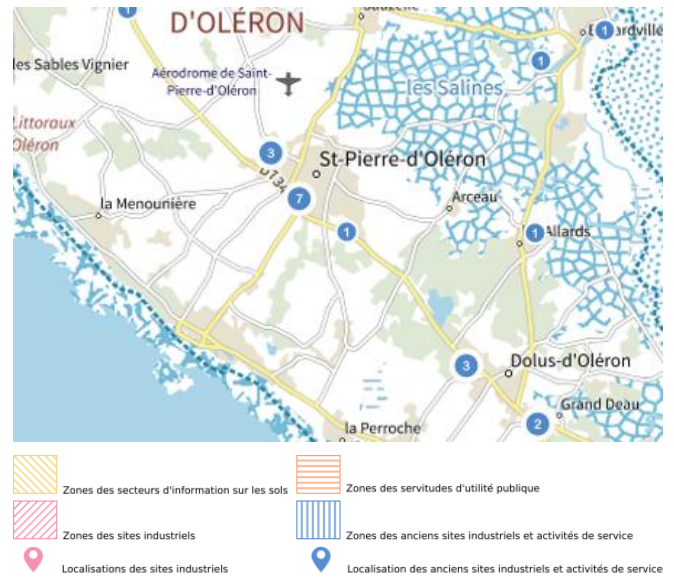 1
D'OLÉRON
les Sables Vignier
Aérodrome de Saint-
Pierre-d'Oléron
1
1
les Salines
Littoraux
Oléron
3
St-Pierre-d'Oléron
D734
7
la Menounière
Arceau
1
1
Allards
3
Dolus-d'Oléron
Grand Deau
2
la Perroche
Zones des secteurs d'information sur les sols
Zones des servitudes d'utilité publique
Zones des sites industriels
Zones des anciens sites industriels et activités de service
Localisations des sites industriels
Localisation des anciens sites industriels et activités de service